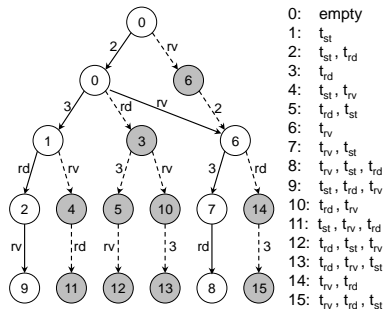 0
2
rv
0
6
3
rd
rv
2
1
3
6
rd
rv
3
rv
rd
rd
2
4
5
10
7
14
rv
rd
rv
3
rd
3
9
11
12
13
8
15
0: empty
1: t_st
2: t_st , t_rd
3: t_rd
4: t_st , t_rv
5: t_rd , t_st
6: t_rv
7: t_rv , t_st
8: t_rv , t_st , t_rd
9: t_st , t_rd , t_rv
10: t_rd , t_rv
11: t_st , t_rv , t_rd
12: t_rd , t_st , t_rv
13: t_rd , t_rv , t_st
14: t_rv , t_rd
15: t_rv , t_rd , t_st